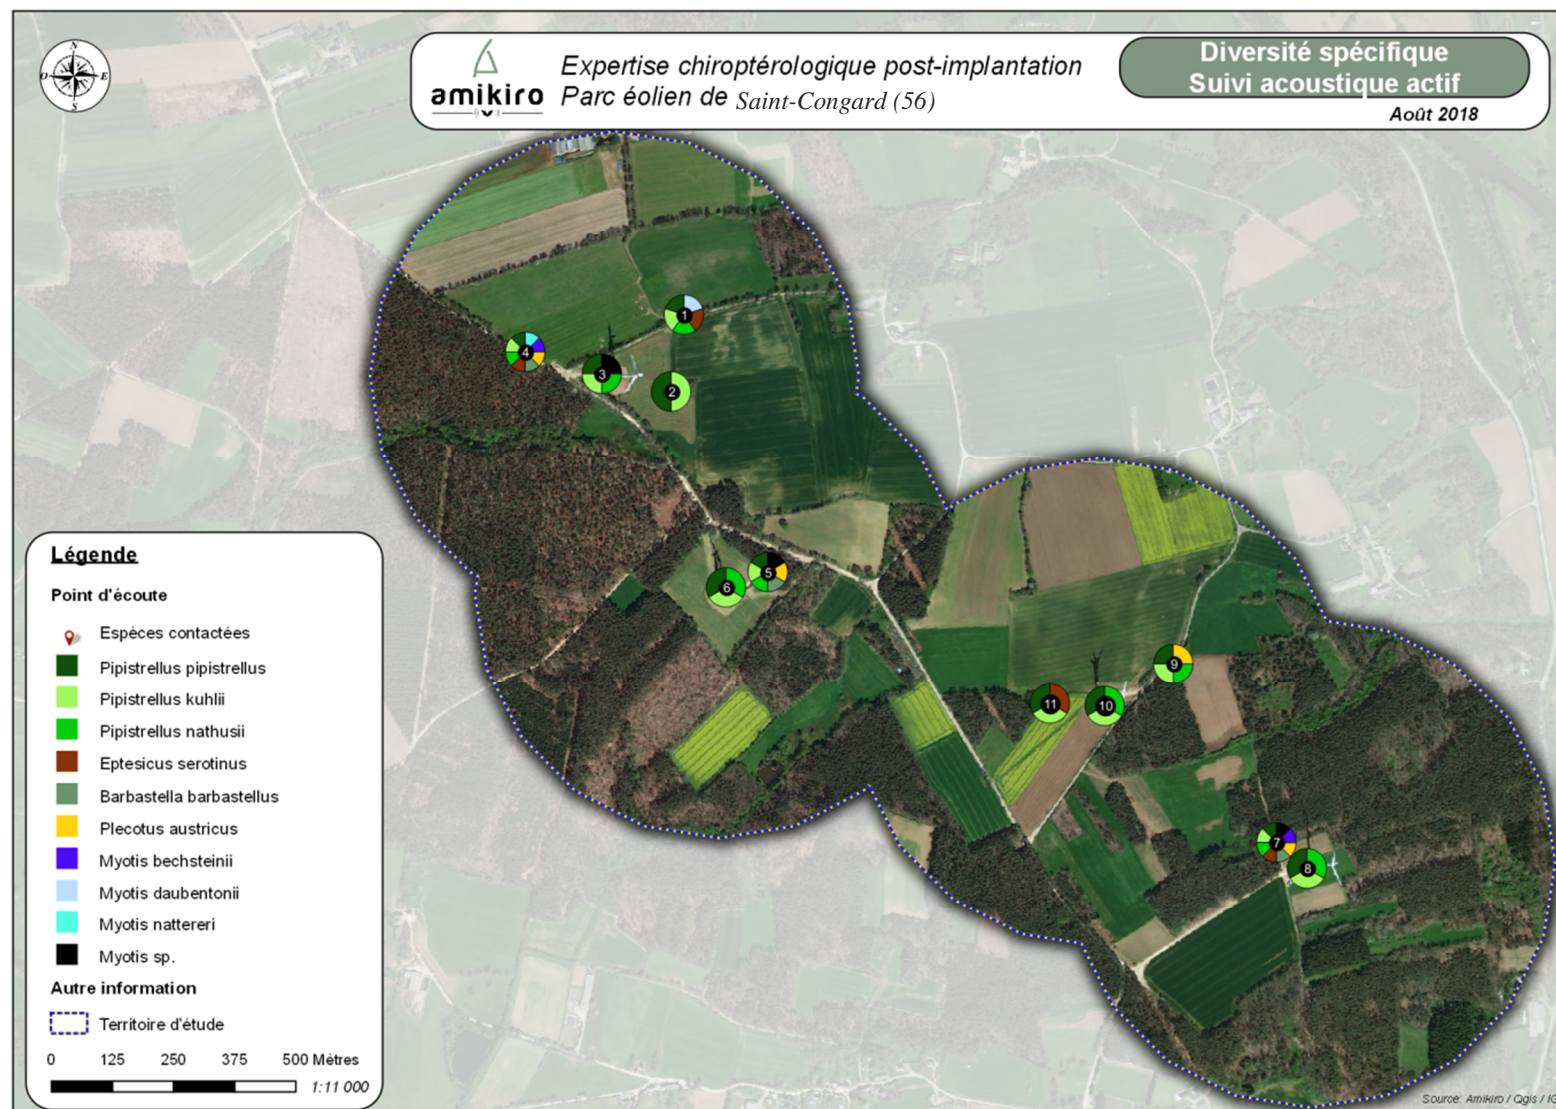 N
O
E
S
amikiro
Expertise chiroptérologique post-implantation
Parc éolien de Saint-Congard (56)
Diversité spécifique
Suivi acoustique actif
Août 2018
1
4
3
2
5
6
9
11
10
7
8
Légende
Point d'écoute
Espèces contactées
Pipistrellus pipistrellus
Pipistrellus kuhlii
Pipistrellus nathusii
Eptesicus serotinus
Barbastella barbastellus
Plecotus austricus
Myotis bechsteinii
Myotis daubentonii
Myotis nattereri
Myotis sp.
Autre information
Territoire d'étude
0 125 250 375 500 Mètres
1:11 000
Source: Amikiro / Qgis / IG